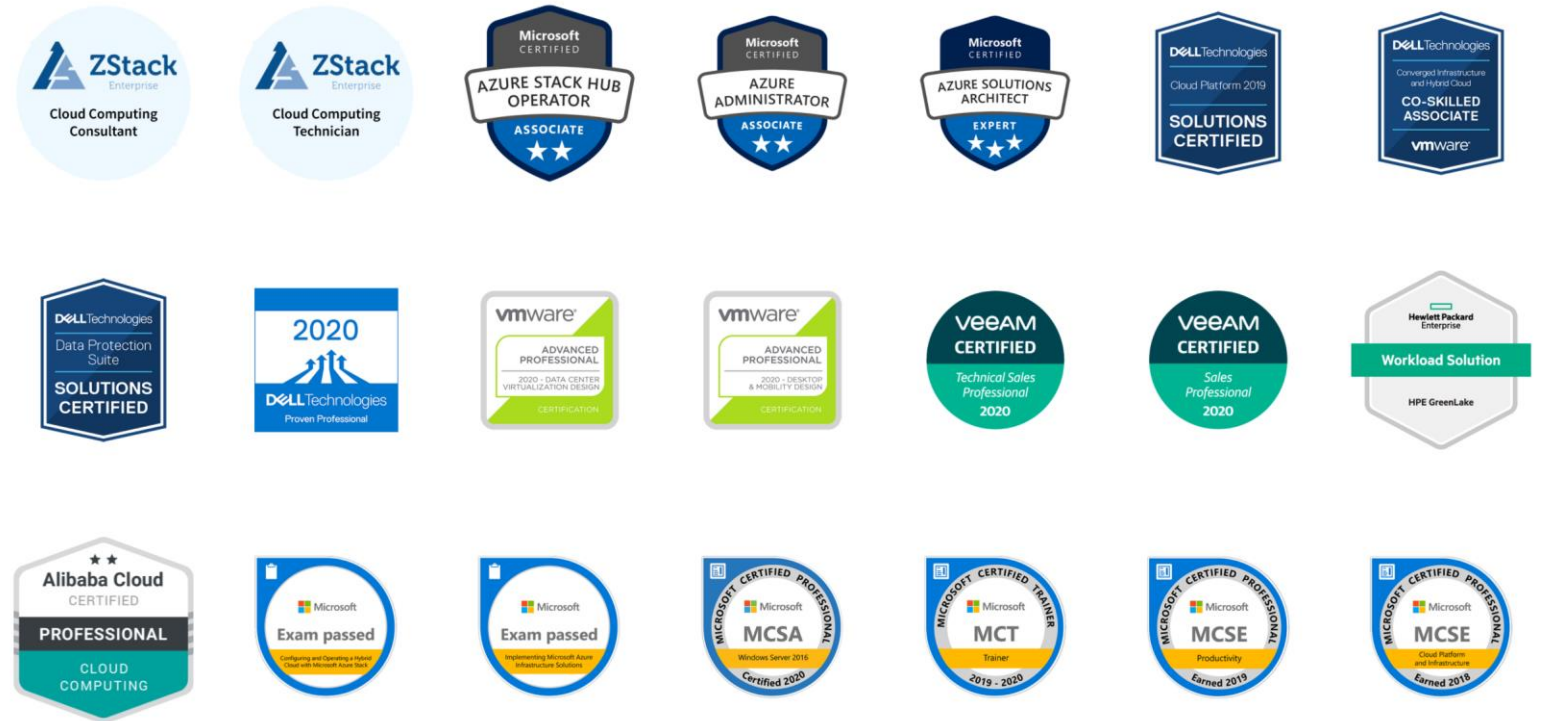 ZStack
Enterprise
Cloud Computing
Consultant
ZStack
Enterprise
Cloud Computing
Technician
Microsoft
CERTIFIED
AZURE STACK HUB
OPERATOR
ASSOCIATE
Microsoft
CERTIFIED
AZURE
ADMINISTRATOR
ASSOCIATE
Microsoft
CERTIFIED
AZURE SOLUTIONS
ARCHITECT
EXPERT
DELLTechnologies
Cloud Platform 2019
SOLUTIONS
CERTIFIED
DELLTechnologies
Converged Infrastructure
and Hybrid Cloud
CO-SKILLED
ASSOCIATE
vmware
DELLTechnologies
Data Protection
Suite
SOLUTIONS
CERTIFIED
2020
DELLTechnologies
Proven Professional
vmware
ADVANCED
PROFESSIONAL
2020 - DATA CENTER
VIRTUALIZATION DESIGN
CERTIFICATION
vmware
ADVANCED
PROFESSIONAL
2020 - DESKTOP
& MOBILITY DESIGN
CERTIFICATION
veeAM
CERTIFIED
Technical Sales
Professional
2020
veeAM
CERTIFIED
Sales
Professional
2020
Hewlett Packard
Enterprise
Workload Solution
HPE GreenLake
Alibaba Cloud
CERTIFIED
PROFESSIONAL
CLOUD
COMPUTING
Microsoft
Exam passed
Configuring and Operating a Hybrid
Cloud with Microsoft Azure Stack
Microsoft
Exam passed
Implementing Microsoft Azure
Infrastructure Solutions
MICROSOFT CERTIFIED PROFESSIONAL
Microsoft
MCSA
Windows Server 2016
Certified 2020
MICROSOFT CERTIFIED TRAINER
Microsoft
MCT
Trainer
2019 - 2020
MICROSOFT CERTIFIED PROFESSIONAL
Microsoft
MCSE
Productivity
Earned 2019
MICROSOFT CERTIFIED PROFESSIONAL
Microsoft
MCSE
Cloud Platform
and Infrastructure
Earned 2018